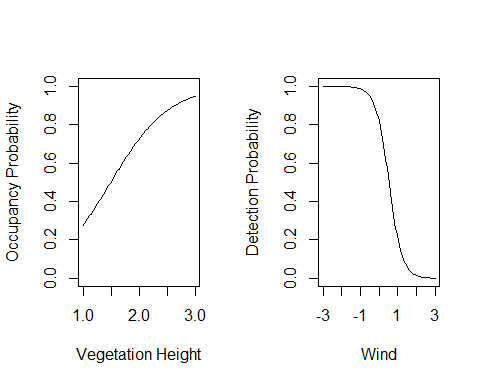 Occupancy Probability
1.0
0.8
0.6
0.4
0.2
0.0
1.0 2.0 3.0
Vegetation Height
Detection Probability
1.0
0.8
0.6
0.4
0.2
0.0
-3 -1 1 3
Wind